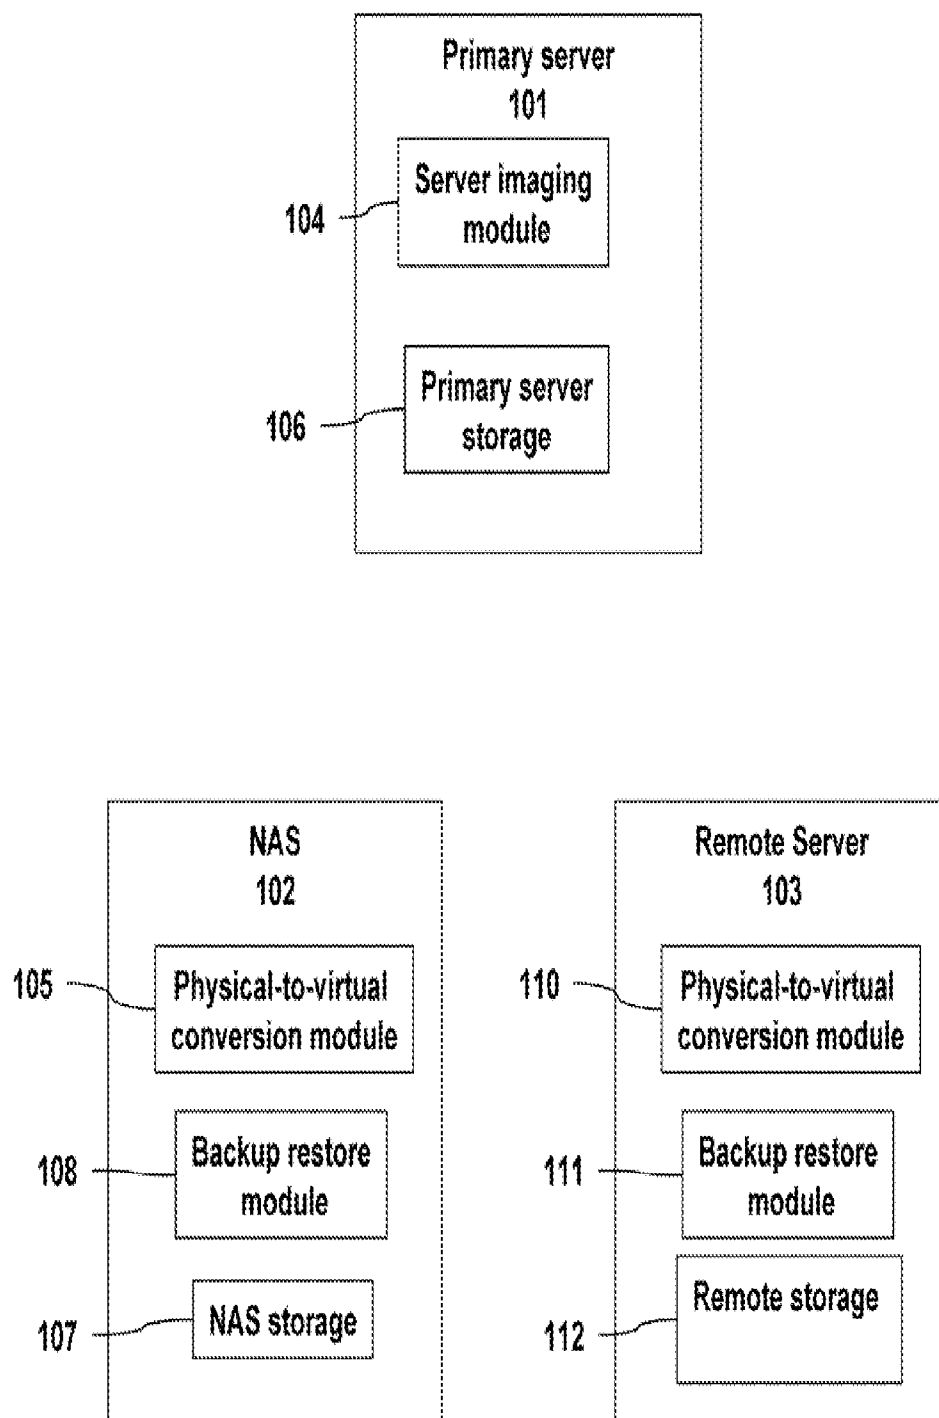 Primary server
101
Server imaging
module
104
Primary server
storage
106
NAS
102
105
Physical-to-virtual
conversion module
108
Backup restore
module
107
NAS storage
Remote Server
103
110
Physical-to-virtual
conversion module
111
Backup restore
module
112
Remote storage